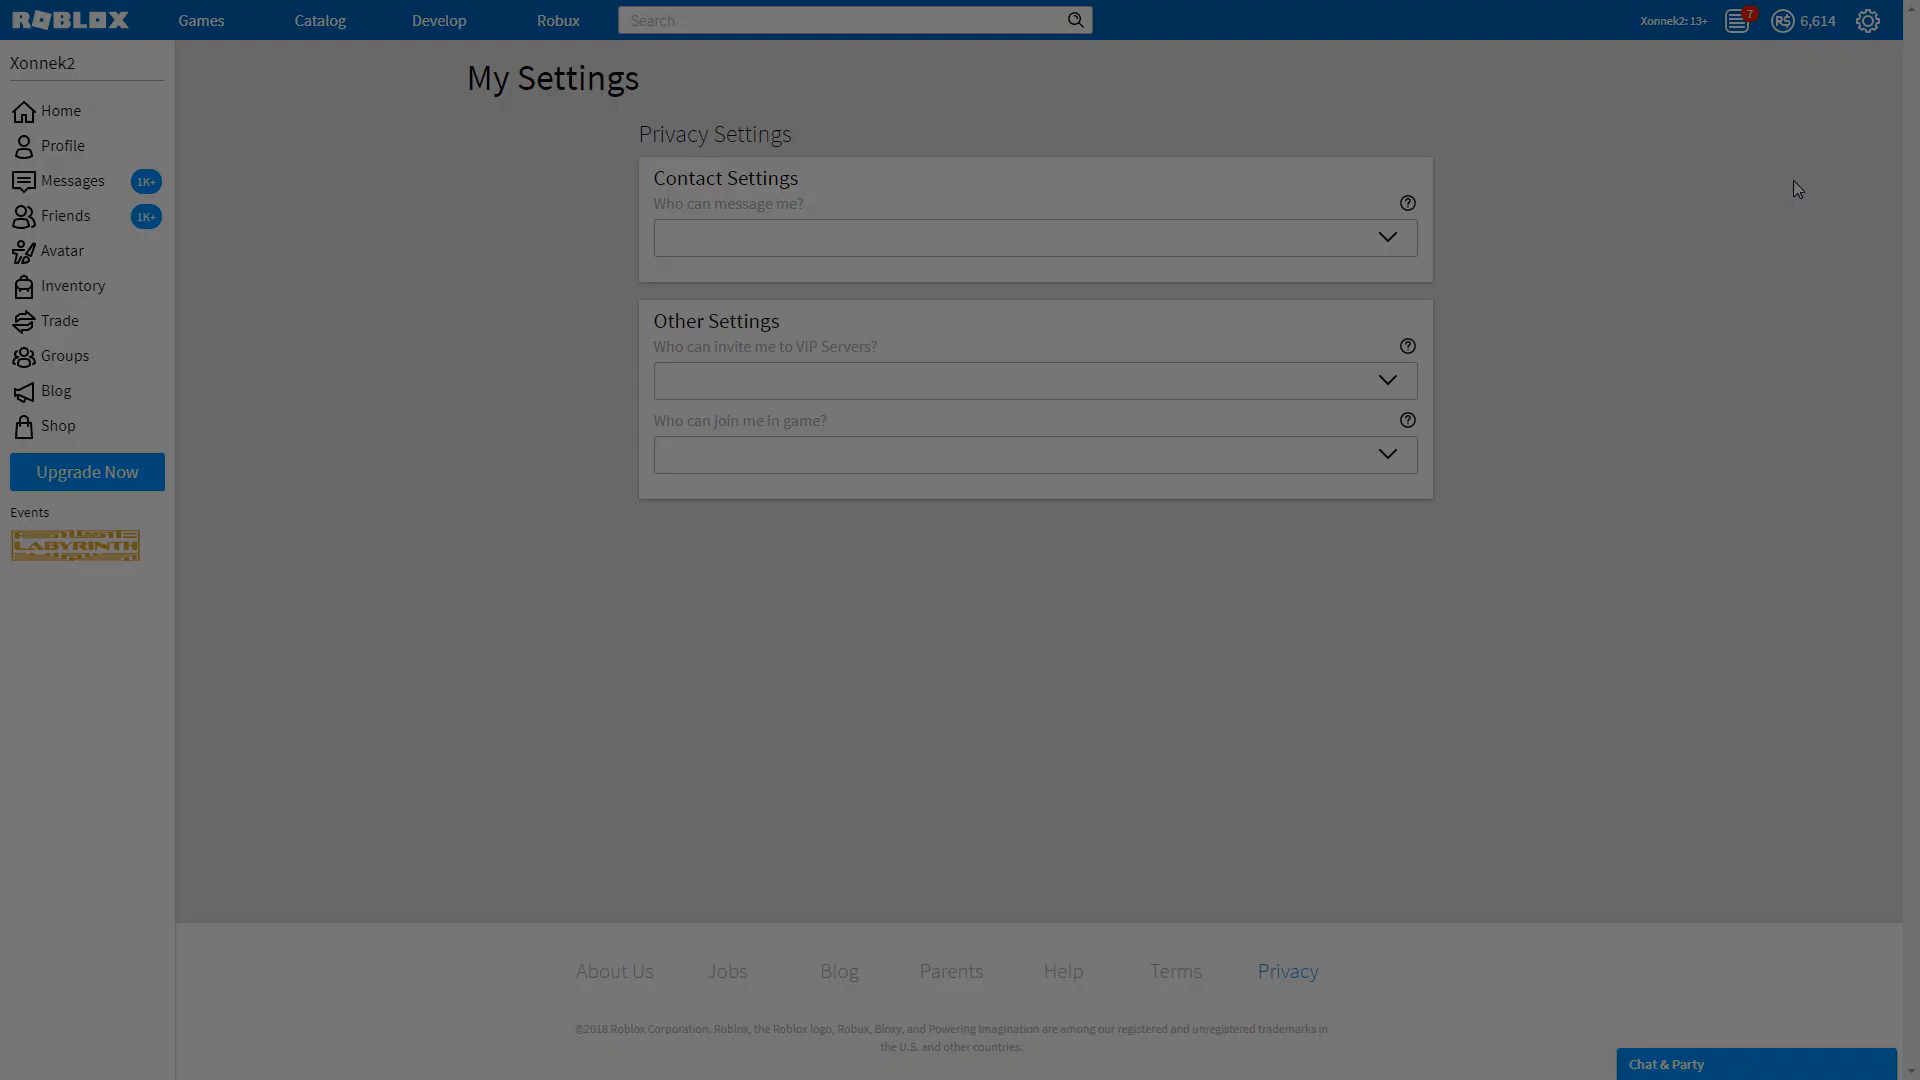 ROBLOX
Games
Catalog
Develop
Robux
Search
Xonnek2: 13+
7
R$ 6,614
Xonnek2
Home
Profile
Messages 1K+
Friends 1K+
Avatar
Inventory
Trade
Groups
Blog
Shop
Upgrade Now
Events
LABYRINTH
My Settings
Privacy Settings
Contact Settings
Who can message me?
Other Settings
Who can invite me to VIP Servers?
Who can join me in game?
About Us
Jobs
Blog
Parents
Help
Terms
Privacy
©2018 Roblox Corporation. Roblox, the Roblox logo, Robux, Bloxy, and Powering Imagination are among our registered and unregistered trademarks in
the U.S. and other countries.
Chat & Party